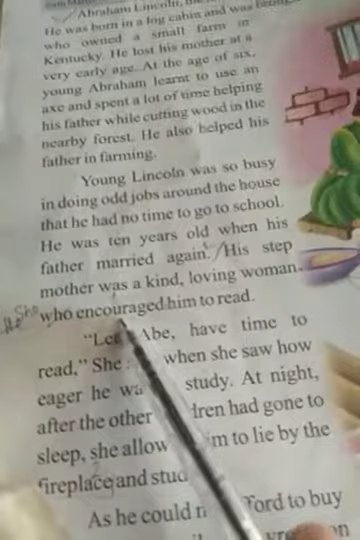 Abraham Lincoln, the
He was born in a log cabin and was
who owned a small farm in
Kentucky. He lost his mother at a
very early age. At the age of six,
young Abraham learnt to use an
axe and spent a lot of time helping
his father while cutting wood in the
nearby forest. He also helped his
father in farming.
Young Lincoln was so busy
in doing odd jobs around the house
that he had no time to go to school.
He was ten years old when his
father married again. His step
mother was a kind, loving woman
She
who encouraged him to read.
"Let Abe, have time to
read," She when she saw how
eager he study. At night,
after the other had gone to
sleep, she to lie by the
fireplace and
As he could to buy